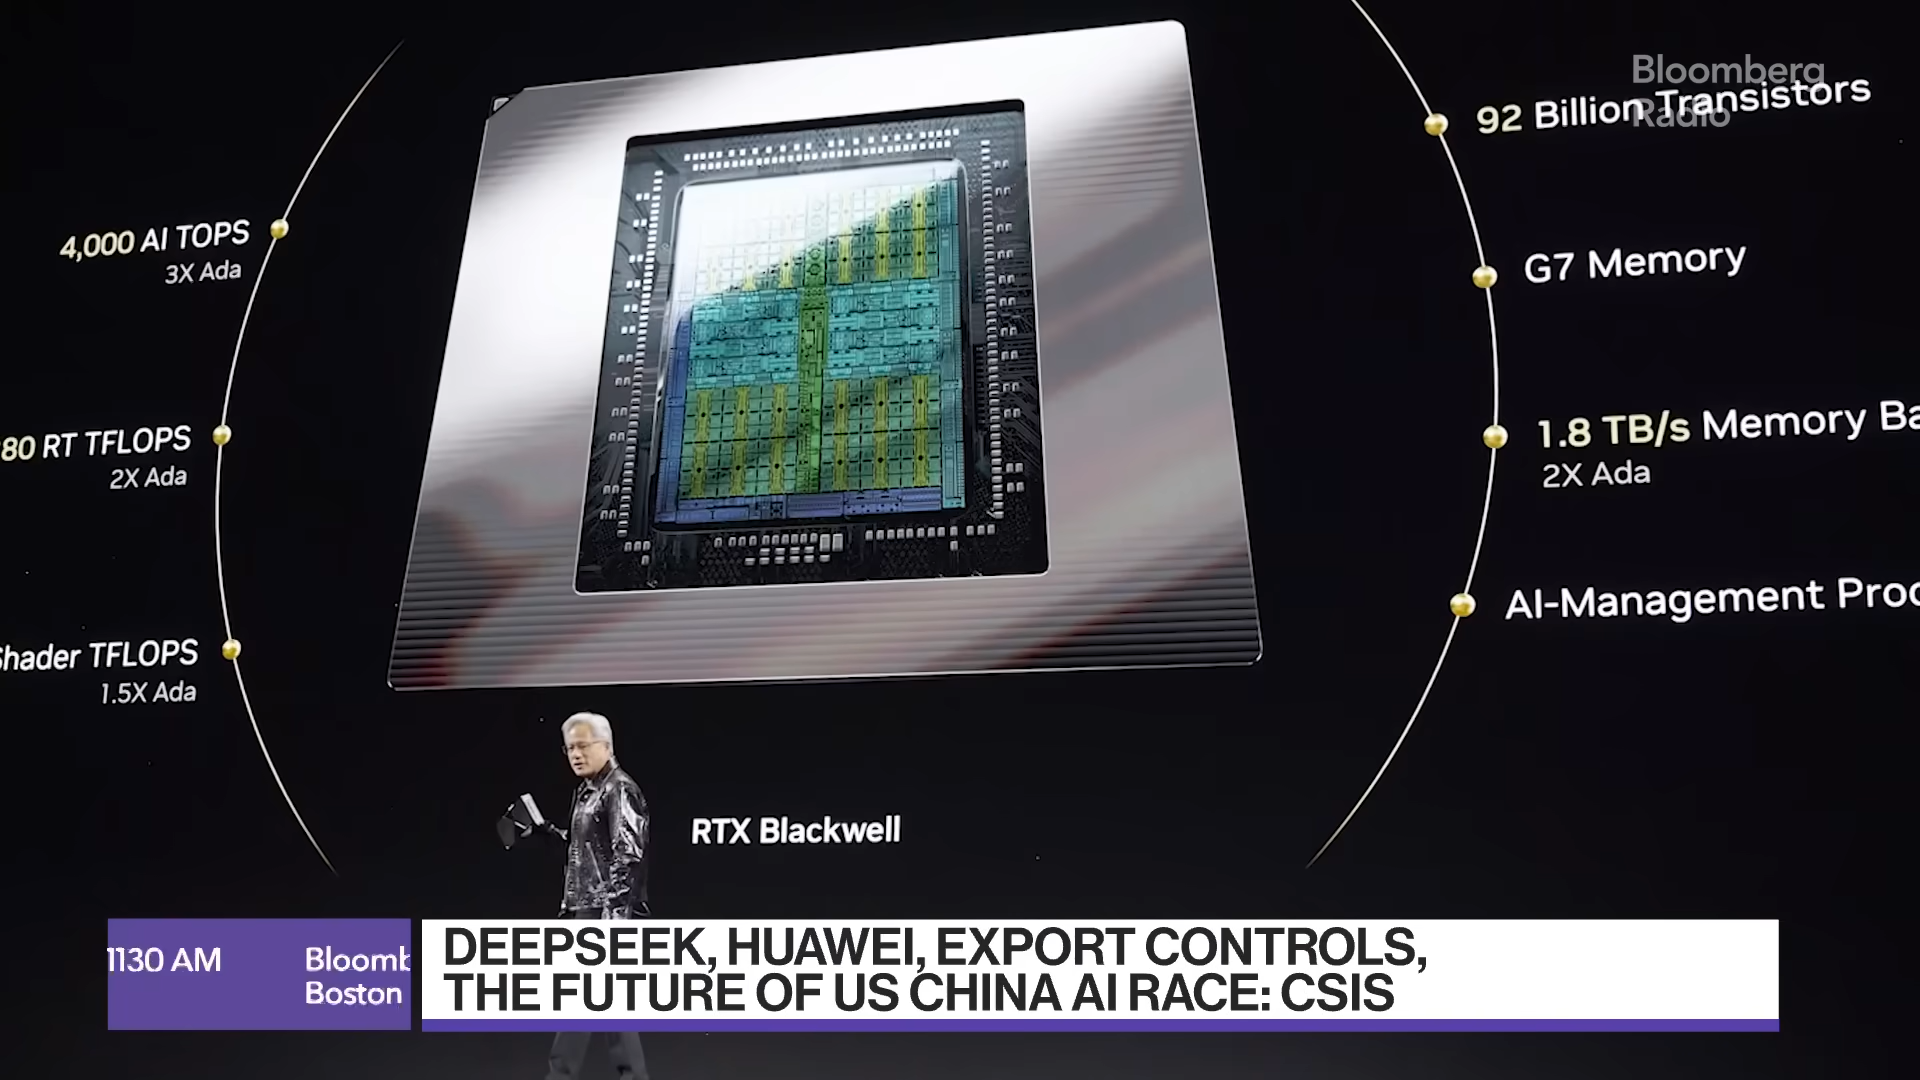 Bloomberg
Radio
92 Billion Transistors
4,000 AI TOPS
3X Ada
G7 Memory
80 RT TFLOPS
2X Ada
1.8 TB/s Memory Ba
2X Ada
AI-Management Proc
Shader TFLOPS
1.5X Ada
RTX Blackwell
1130 AM
Bloomb
Boston
DEEPSEEK, HUAWEI, EXPORT CONTROLS,
THE FUTURE OF US CHINA AI RACE: CSIS